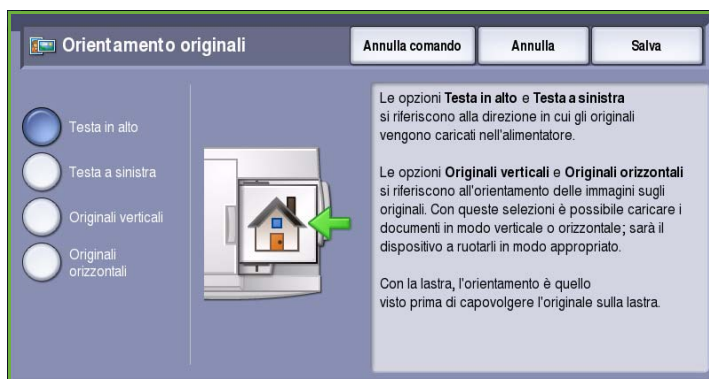 Orientamento originali
Annulla comando
Annulla
Salva
Testa in alto
Testa a sinistra
Originali verticali
Originali
orizzontali
Le opzioni Testa in alto e Testa a sinistra
si riferiscono alla direzione in cui gli originali
vengono caricati nell'alimentatore.
Le opzioni Originali verticali e Originali orizzontali
si riferiscono all'orientamento delle immagini sugli
originali. Con queste selezioni è possibile caricare i
documenti in modo verticale o orizzontale; sarà il
dispositivo a ruotarli in modo appropriato.
Con la lastra, l'orientamento è quello
visto prima di capovolgere l'originale sulla lastra.